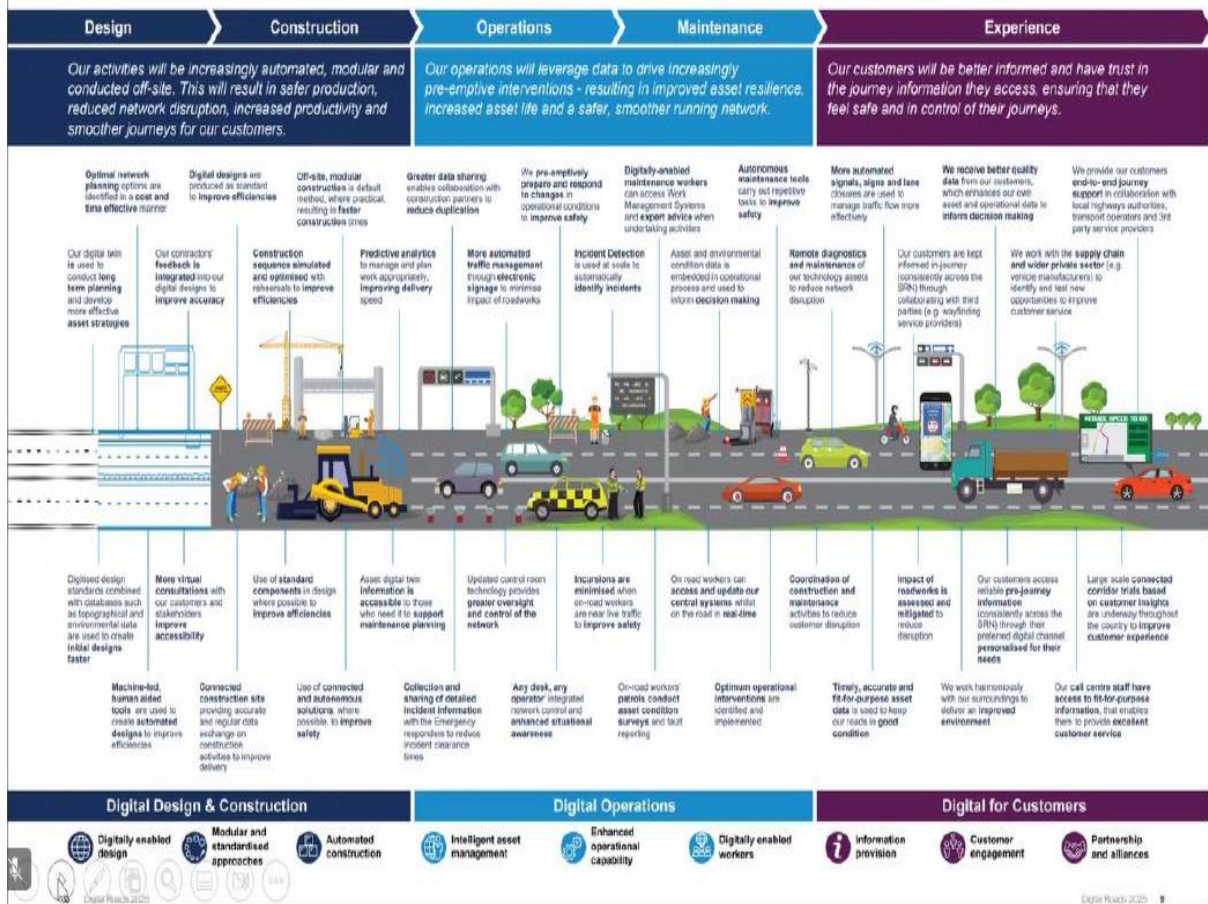 Design
Construction
Operations
Maintenance
Experience
Our activities will be increasingly automated, modular and
conducted off-site. This will result in safer production,
reduced network disruption, increased productivity and
smoother journeys for our customers.
Our operations will leverage data to drive increasingly
pre-emptive interventions - resulting in improved asset resilience,
increased asset life and a safer, smoother running network.
Our customers will be better informed and have trust in
the journey information they access, ensuring that they
feel safe and in control of their journeys.
Optimal network
planning options are
identified in a cost and
time effective manner
Digital designs are
produced as standard
to improve efficiencies
Off-site, modular
construction is default
method, where practical,
resulting in faster
construction times
Greater data sharing
enables collaboration with
construction partners to
reduce duplication
We pre-emptively
prepare and respond
to changes in
operational conditions
to improve safety
Digitally-enabled
maintenance workers
can access Work
Management Systems
and expert advice when
undertaking activities
Autonomous
maintenance tools
carry out repetitive
tasks to improve
safety
More automated
signals, signs and lane
closures are used to
manage traffic flow more
effectively
We receive better quality
data from our customers,
which enhances our own
asset and operational data to
inform decision making
We provide our customers
end-to-end journey
support in collaboration with
local highways authorities,
transport operators and 3rd
party service providers
Our digital twin
is used to
conduct long
term planning
and develop
more effective
asset strategies
Our contractors'
feedback is
integrated into our
digital designs to
improve accuracy
Construction
sequence simulated
and optimised with
rehearsals to improve
efficiencies
Predictive analytics
to manage and plan
work appropriately,
improving delivery
speed
More automated
traffic management
through electronic
signage to minimise
impact of roadworks
Incident Detection
is used at scale to
automatically
identify incidents
Asset and environmental
condition data is
embedded in operational
process and used to
inform decision making
Remote diagnostics
and maintenance of
our technology assets
to reduce network
disruption
Our customers are kept
informed in-journey
(consistently across the
SRN) through
collaborating with third
parties (e.g. wayfinding
service providers)
We work with the supply chain
and wider private sector (e.g.
vehicle manufacturers) to
identify and test new
opportunities to improve
customer service
Digitised design
standards combined
with databases such
as topographical and
environmental data
are used to create
initial designs
faster
More virtual
consultations with
our customers and
stakeholders
improve
accessibility
Use of standard
components in design
where possible to
improve efficiencies
Asset digital twin
information is
accessible to those
who need it to support
maintenance planning
Updated control room
technology provides
greater oversight
and control of the
network
Incursions are
minimised when
on-road workers
are near live traffic
to improve safety
On road workers can
access and update our
central systems whilst
on the road in real-time
Coordination of
construction and
maintenance
activities to reduce
customer disruption
Impact of
roadworks is
assessed and
mitigated to
reduce
disruption
Our customers access
reliable pre-journey
information
(consistently across the
SRN) through their
preferred digital channel
personalised for their
needs
Large scale connected
corridor trials based
on customer insights
are underway throughout
the country to improve
customer experience
Machine-led,
human aided
tools are used to
create automated
designs to improve
efficiencies
Connected
construction site
providing accurate
and regular data
exchange on
construction
activities to improve
delivery
Use of connected
and autonomous
solutions, where
possible, to improve
safety
Collection and
sharing of detailed
incident information
with the Emergency
responders to reduce
incident clearance
times
'Any desk, any
operator' integrated
network control and
enhanced situational
awareness
On-road workers'
patrols conduct
asset condition
surveys and fault
reporting
Optimum operational
interventions are
identified and
implemented
Timely, accurate and
fit-for-purpose asset
data is used to keep
our roads in good
condition
We work harmoniously
with our surroundings to
deliver an improved
environment
Our call centre staff have
access to fit-for-purpose
information, that enables
them to provide excellent
customer service
Digital Design & Construction
Digital Operations
Digital for Customers
Digitally enabled
design
Modular and
standardised
approaches
Automated
construction
Intelligent asset
management
Enhanced
operational
capability
Digitally enabled
workers
Information
provision
Customer
engagement
Partnership
and alliances
Digital Roads 2025
Digital Roads 2025 9